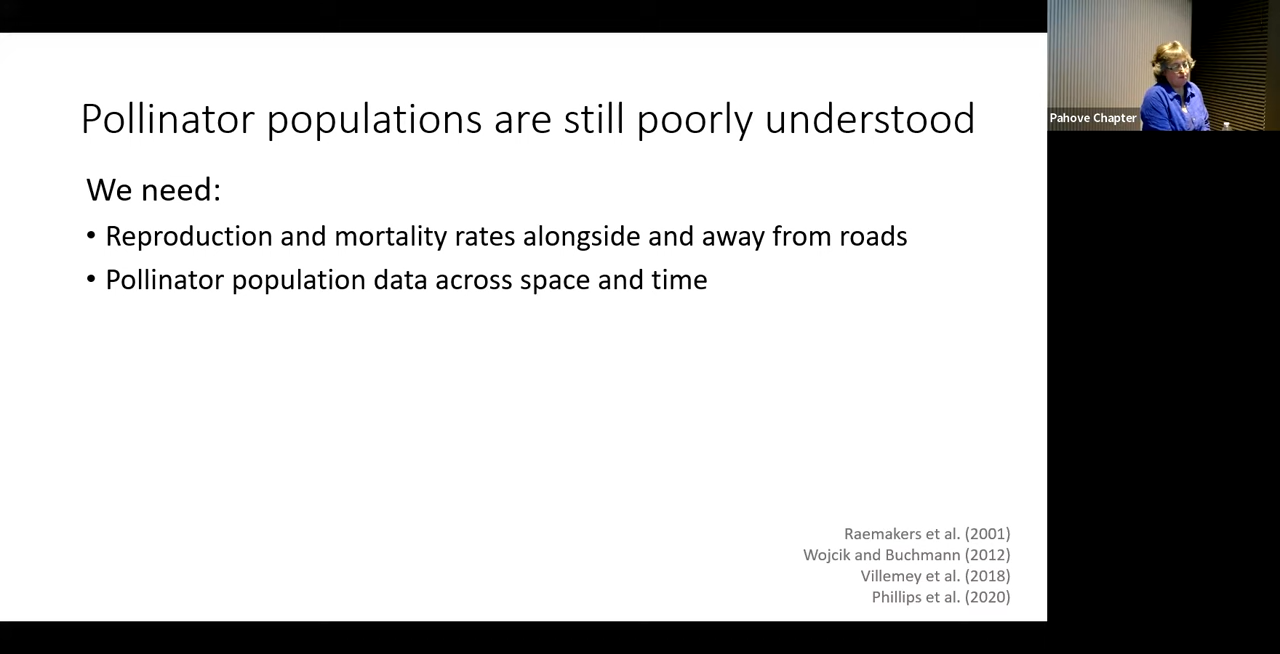 Pollinator populations are still poorly understood
We need:
• Reproduction and mortality rates alongside and away from roads
• Pollinator population data across space and time
Raemakers et al. (2001)
Wojcik and Buchmann (2012)
Villemey et al. (2018)
Phillips et al. (2020)
Pahove Chapter